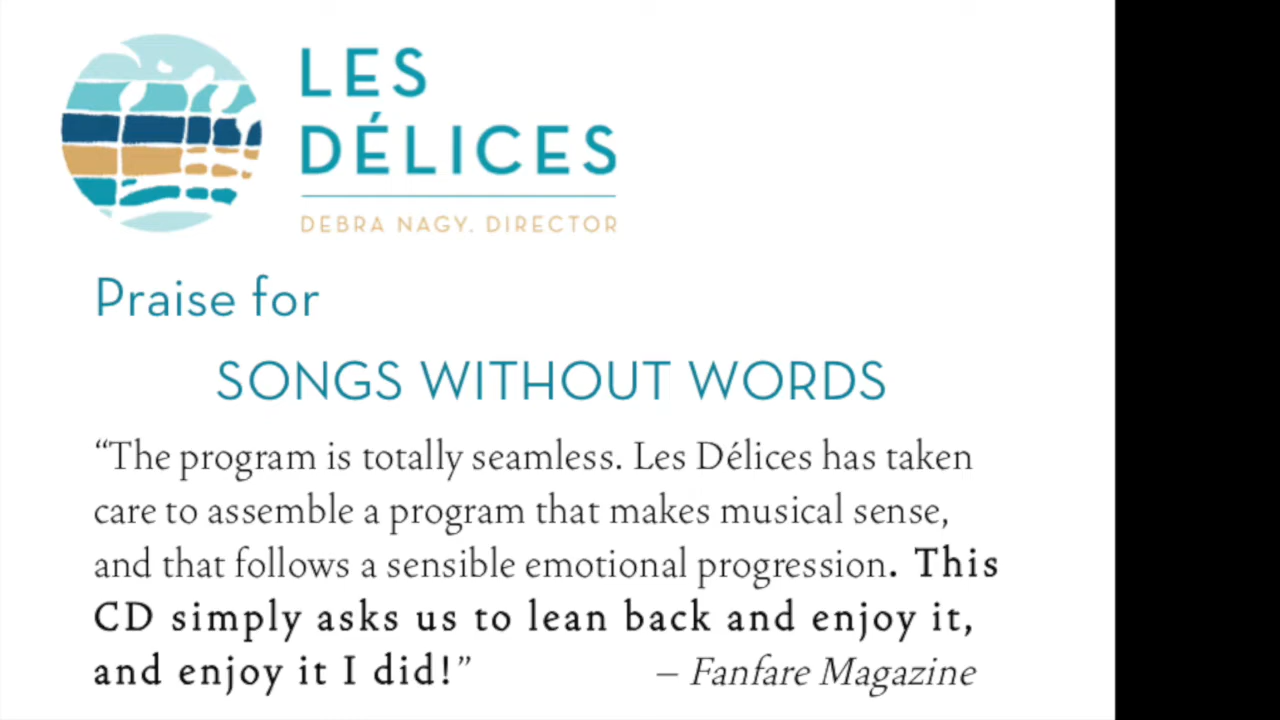 LES
DÉLICES
DEBRA NAGY, DIRECTOR
Praise for
SONGS WITHOUT WORDS
“The program is totally seamless. Les Délices has taken
care to assemble a program that makes musical sense,
and that follows a sensible emotional progression. This
CD simply asks us to lean back and enjoy it,
and enjoy it I did!” – Fanfare Magazine